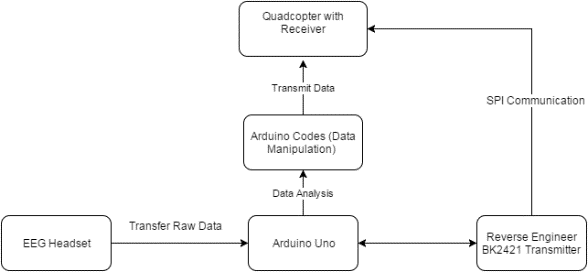 Quadcopter with
Receiver
Transmit Data
SPI Communication
Arduino Codes (Data
Manipulation)
Data Analysis
Transfer Raw Data
EEG Headset
Arduino Uno
Reverse Engineer
BK2421 Transmitter